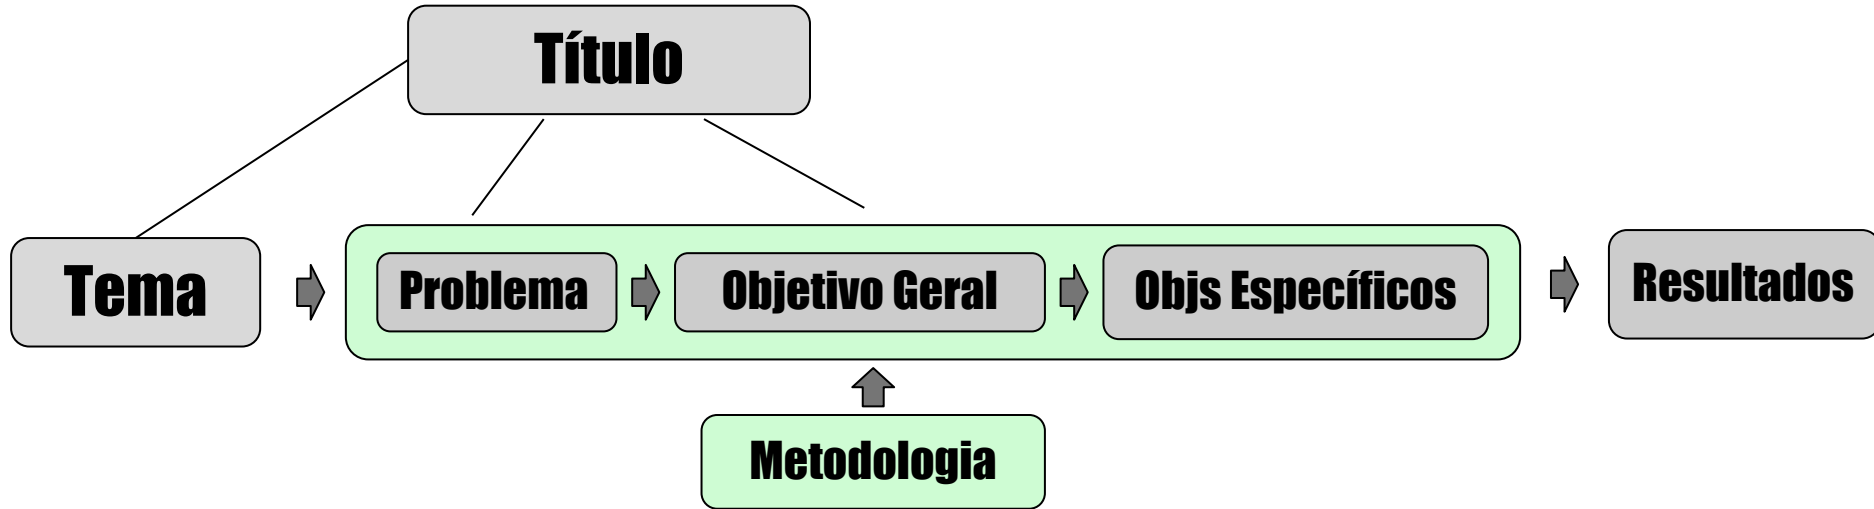 Título
Tema
Problema
Objetivo Geral
Objs Específicos
Resultados
Metodologia